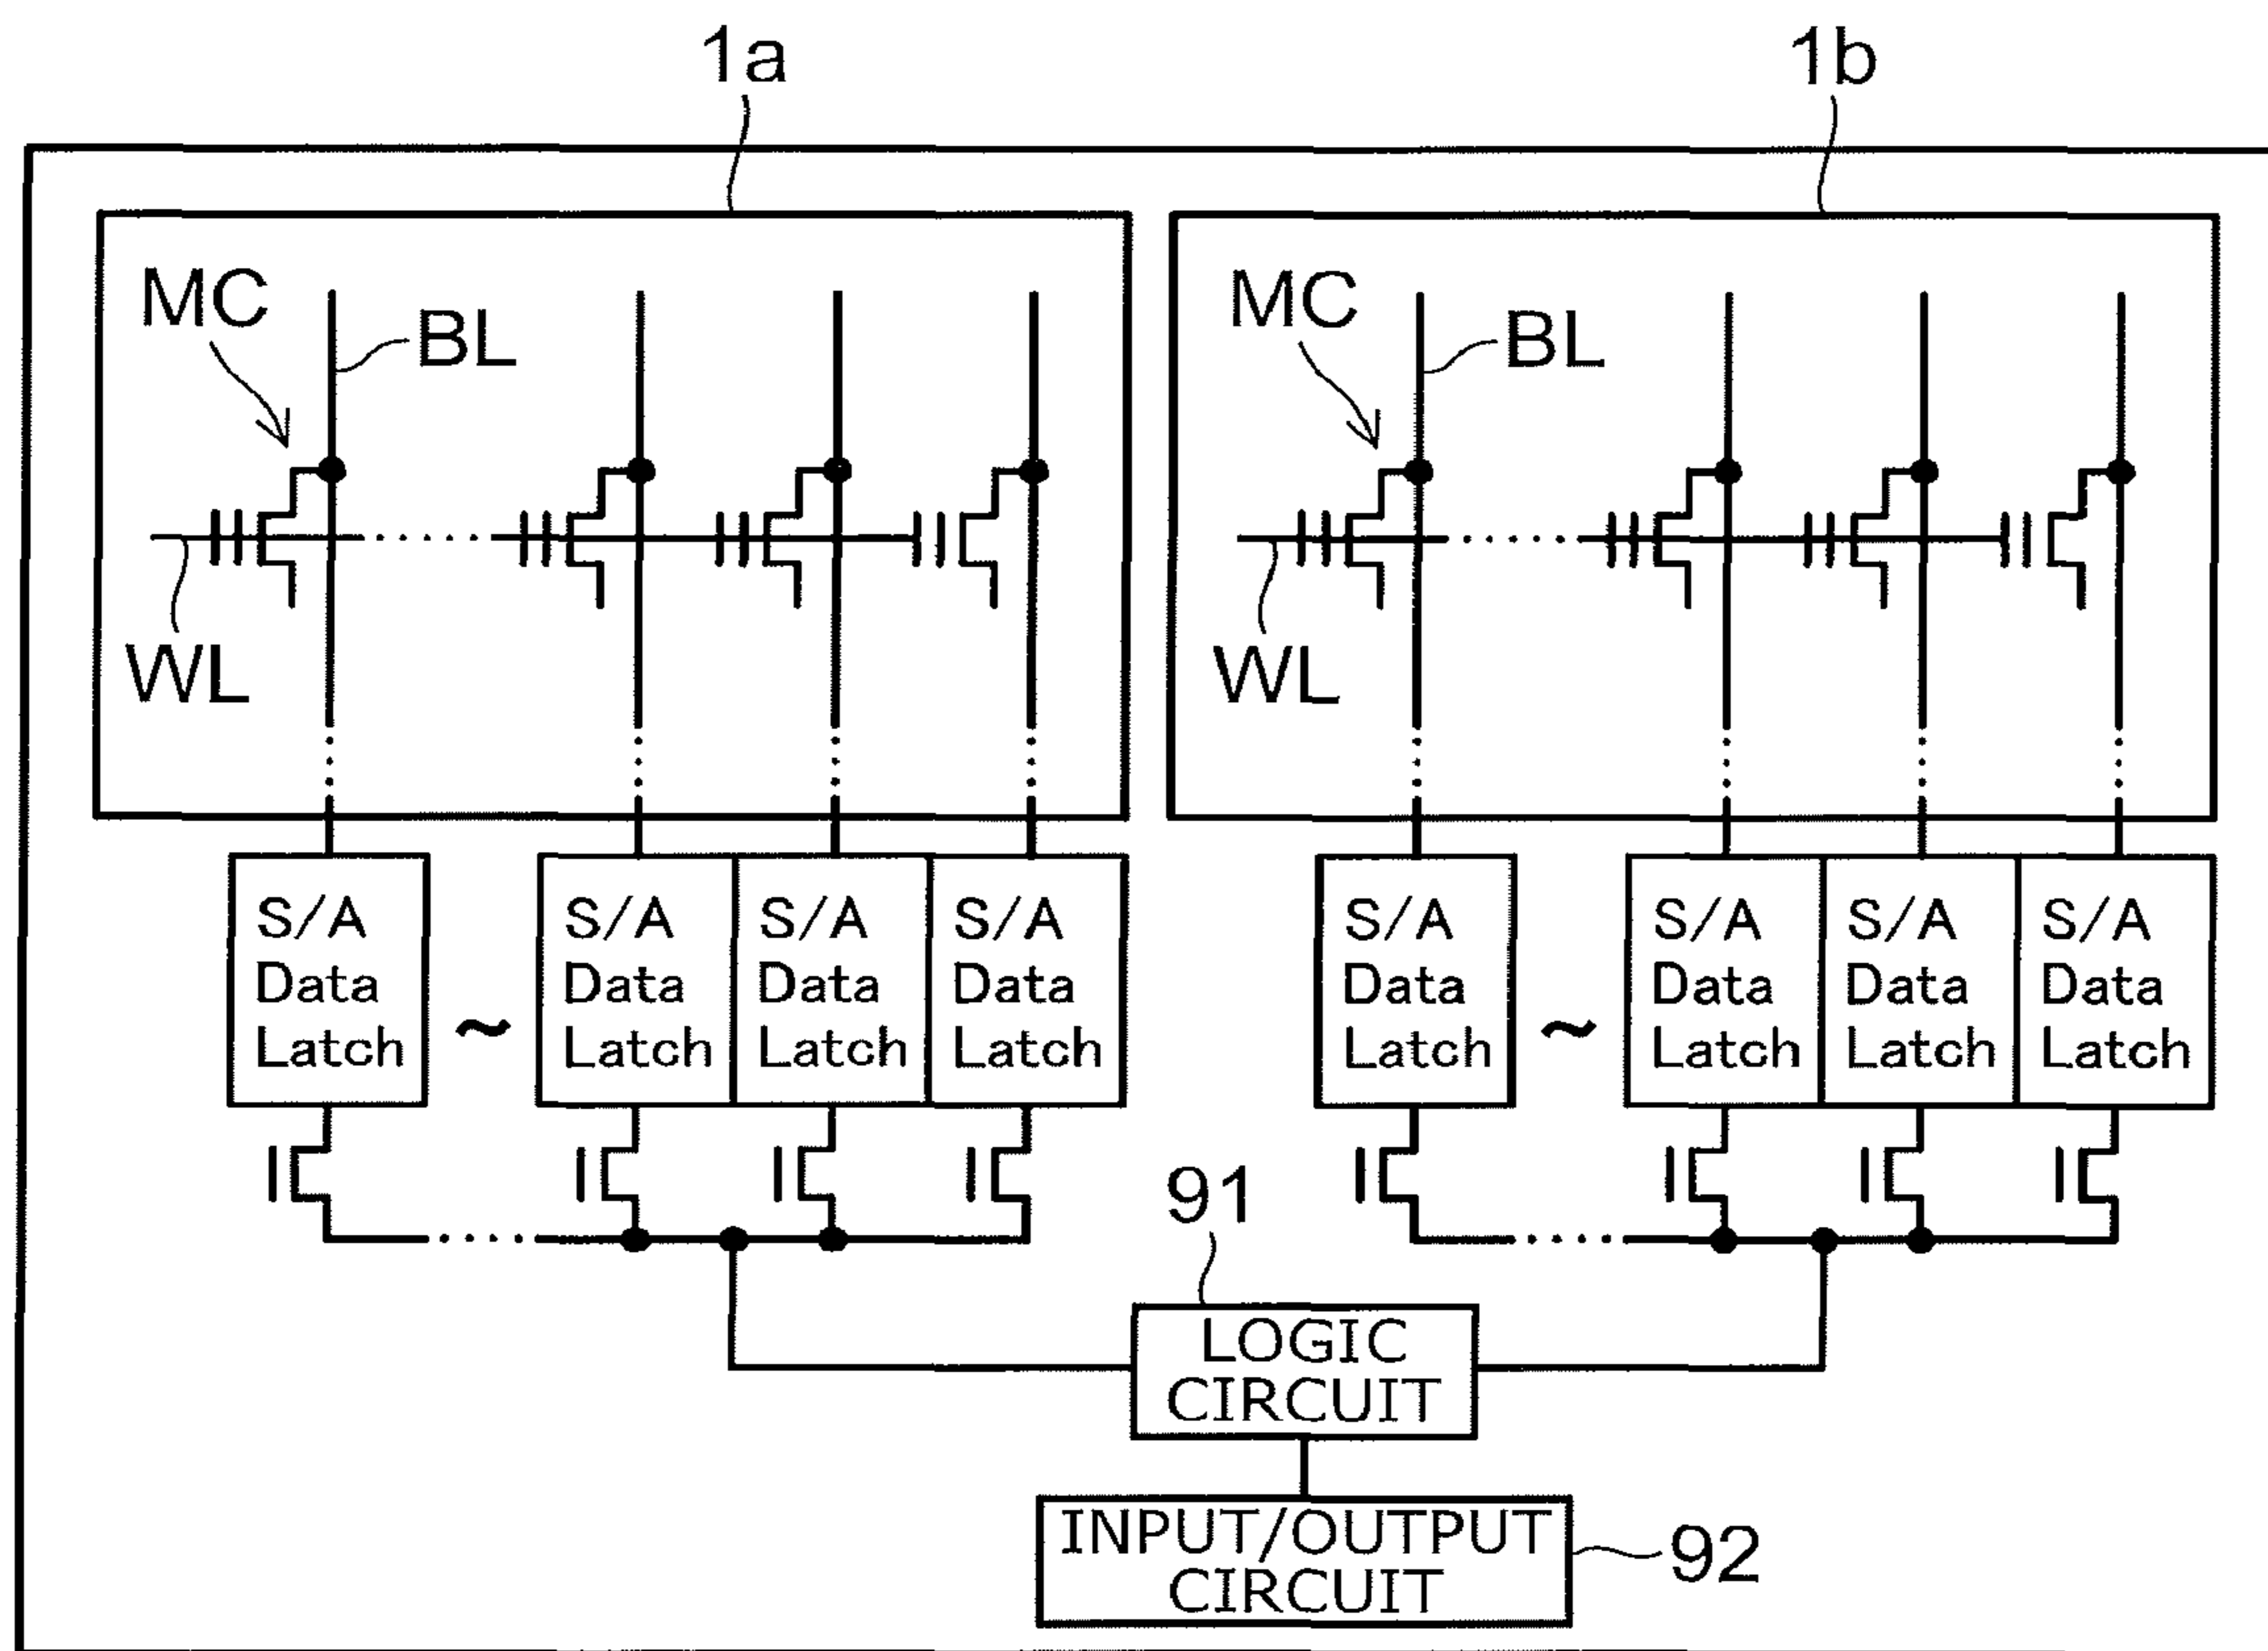 1a
1b
MC
BL
WL
MC
BL
WL
S/A
Data
Latch
~
S/A
Data
Latch
S/A
Data
Latch
S/A
Data
Latch
S/A
Data
Latch
~
S/A
Data
Latch
S/A
Data
Latch
S/A
Data
Latch
91
LOGIC
CIRCUIT
INPUT/OUTPUT
CIRCUIT
92